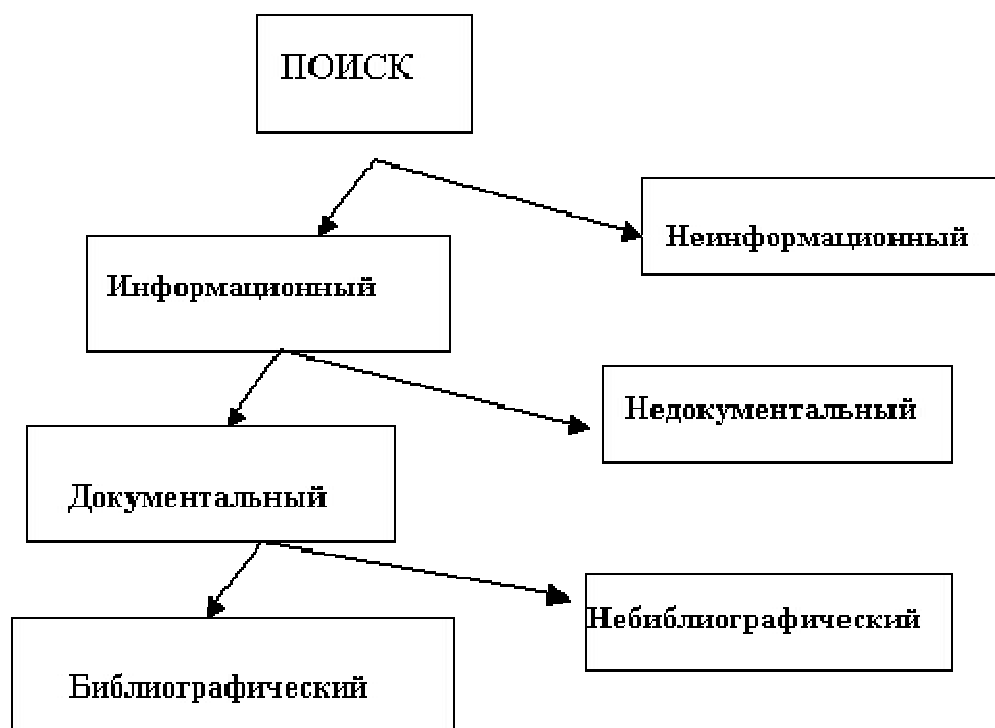 ПОИСК
Неинформационный
Информационный
Недокументальный
Документальный
Небиблиографический
Библиографический